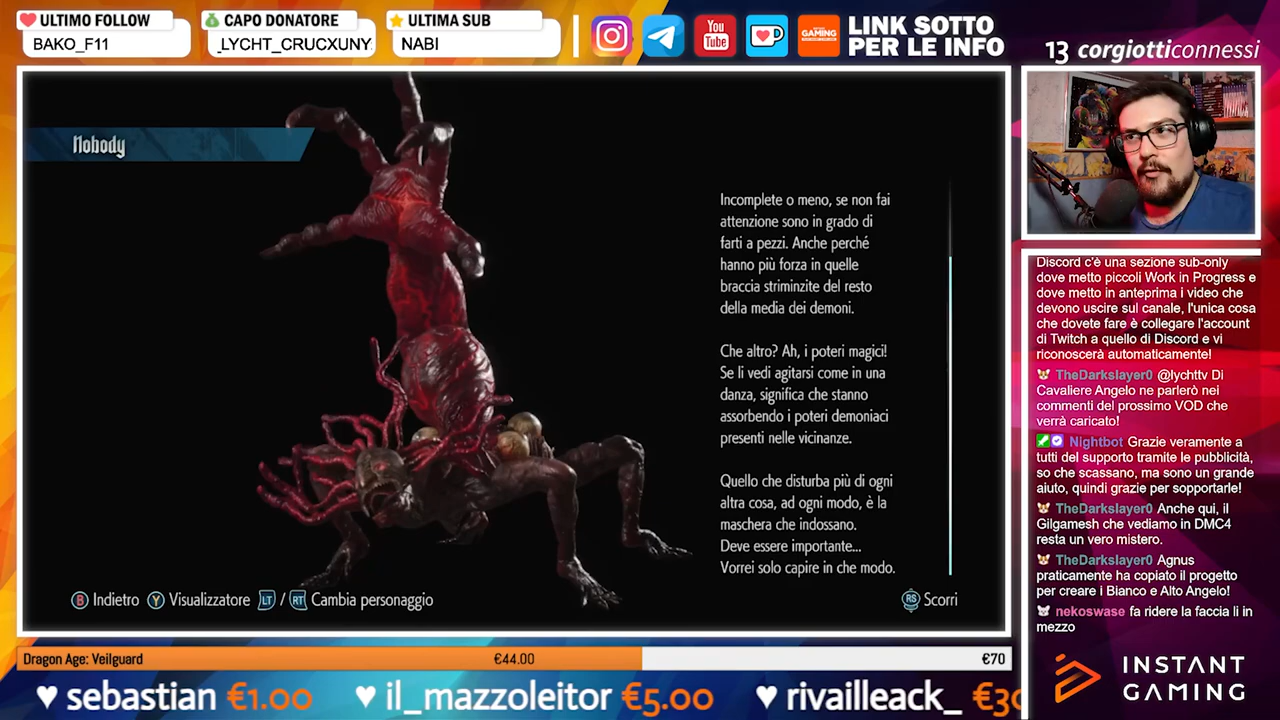 ULTIMO FOLLOW
BAKO_F11
CAPO DONATORE
_LYCHT_CRUCXUNY
ULTIMA SUB
NABI
You
Tube
INSTANT
GAMING
LINK SOTTO
PER LE INFO
13 corgiotticonnessi
Nobody
Incomplete o meno, se non fai
attenzione sono in grado di
farti a pezzi. Anche perché
hanno più forza in quelle
braccia striminzite del resto
della media dei demoni.
Che altro? Ah, i poteri magici!
Se li vedi agitarsi come in una
danza, significa che stanno
assorbendo i poteri demoniaci
presenti nelle vicinanze.
Quello che disturba più di ogni
altra cosa, ad ogni modo, è la
maschera che indossano.
Deve essere importante...
Vorrei solo capire in che modo.
B Indietro Y Visualizzatore LT / RT Cambia personaggio
RS Scorri
Discord c'è una sezione sub-only
dove metto piccoli Work in Progress e
dove metto in anteprima i video che
devono uscire sul canale, l'unica cosa
che dovete fare è collegare l'account
di Twitch a quello di Discord e vi
riconoscerà automaticamente!
TheDarkslayer0 @lychttv Di
Cavaliere Angelo ne parlerò nei
commenti del prossimo VOD che
verrà caricato!
Nightbot Grazie veramente a
tutti del supporto tramite le pubblicità,
so che scassano, ma sono un grande
aiuto, quindi grazie per sopportarle!
TheDarkslayer0 Anche qui, il
Gilgamesh che vediamo in DMC4
resta un vero mistero.
TheDarkslayer0 Agnus
praticamente ha copiato il progetto
per creare i Bianco e Alto Angelo!
nekoswase fa ridere la faccia li in
mezzo
Dragon Age: Veilguard €44.00 €70
♥ sebastian €1.00 ♥ il_mazzoleitor €5.00 ♥ rivailleack_ €30
INSTANT
GAMING